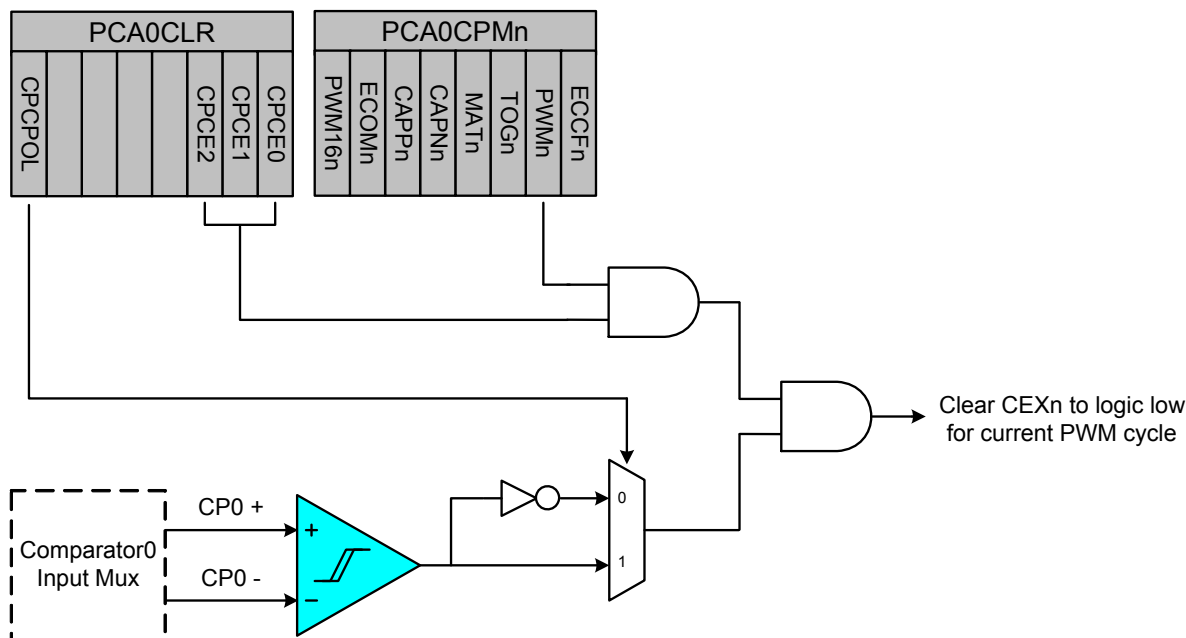 PCA0CLR
CPCPOL
CPCE2
CPCE1
CPCE0
PCA0CPMn
PWM16n
ECOMn
CAPPn
CAPNn
MATn
TOGn
PWMn
ECCFn
Clear CEXn to logic low
for current PWM cycle
0
1
CP0 +
CP0 -
+
−
Comparator0
Input Mux